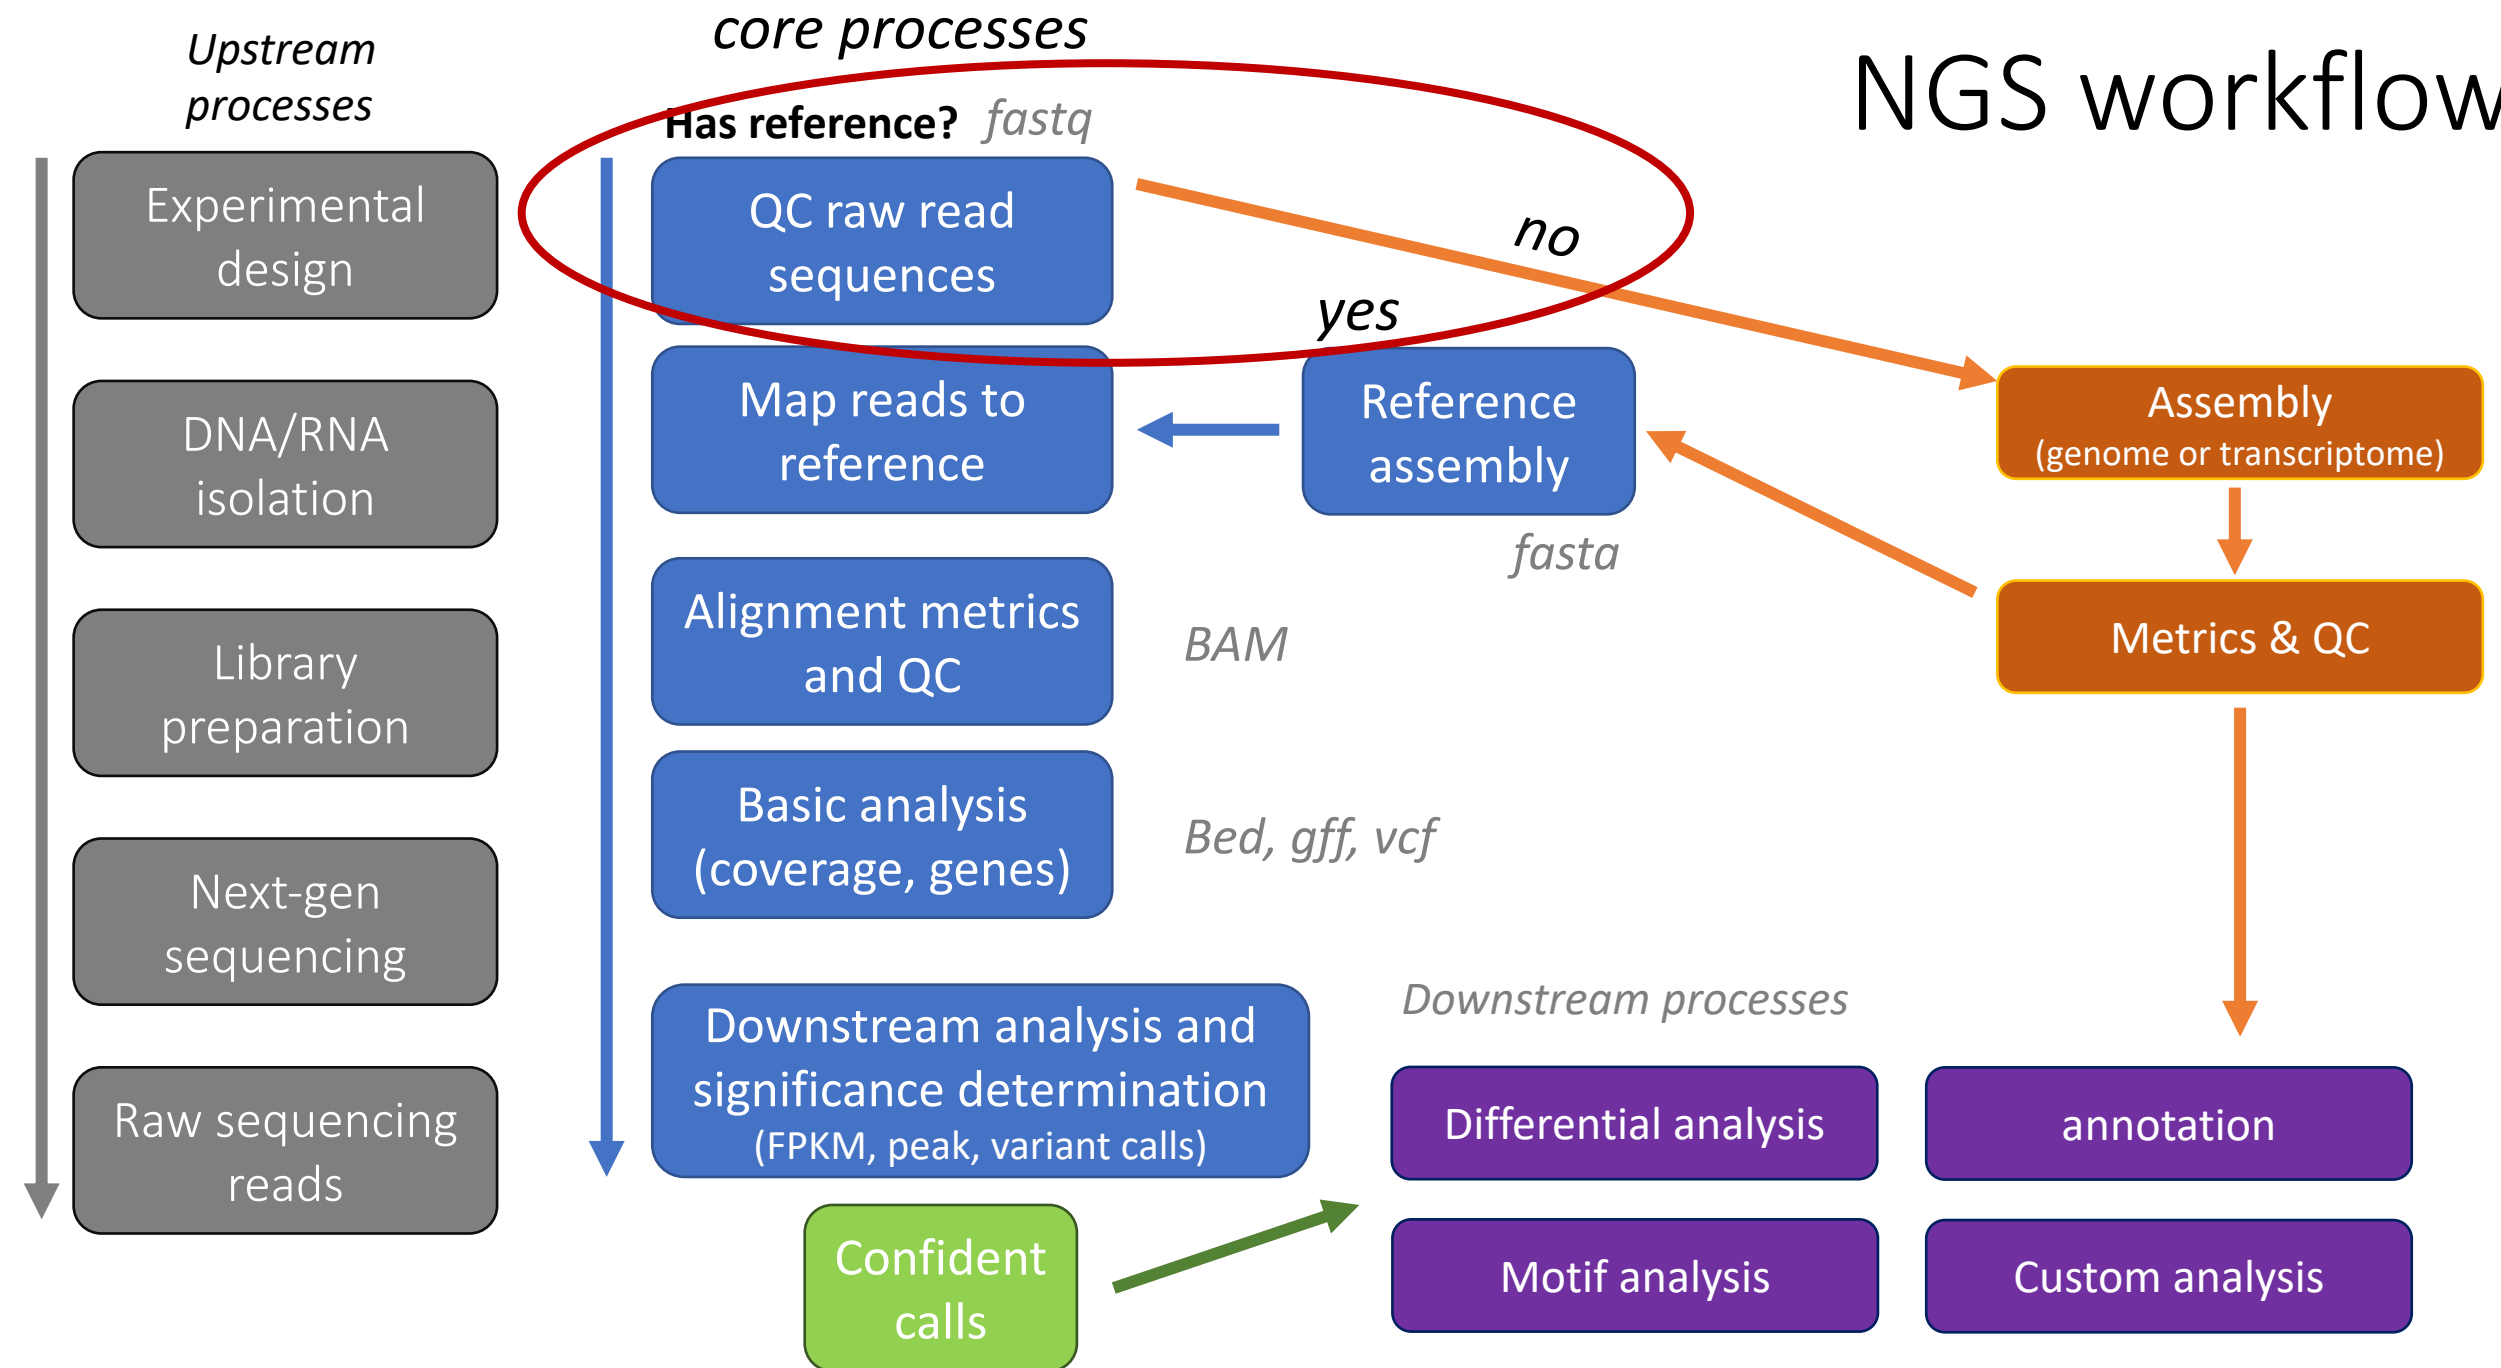 NGS workflow
Upstream
processes
Experimental
design
DNA/RNA
isolation
Library
preparation
Next-gen
sequencing
Raw sequencing
reads
core processes
Has reference? fastq
QC raw read
sequences
no
yes
Map reads to
reference
Reference
assembly
fasta
Assembly
(genome or transcriptome)
Metrics & QC
Alignment metrics
and QC
BAM
Basic analysis
(coverage, genes)
Bed, gff, vcf
Downstream analysis and
significance determination
(FPKM, peak, variant calls)
Confident
calls
Downstream processes
Differential analysis
annotation
Motif analysis
Custom analysis